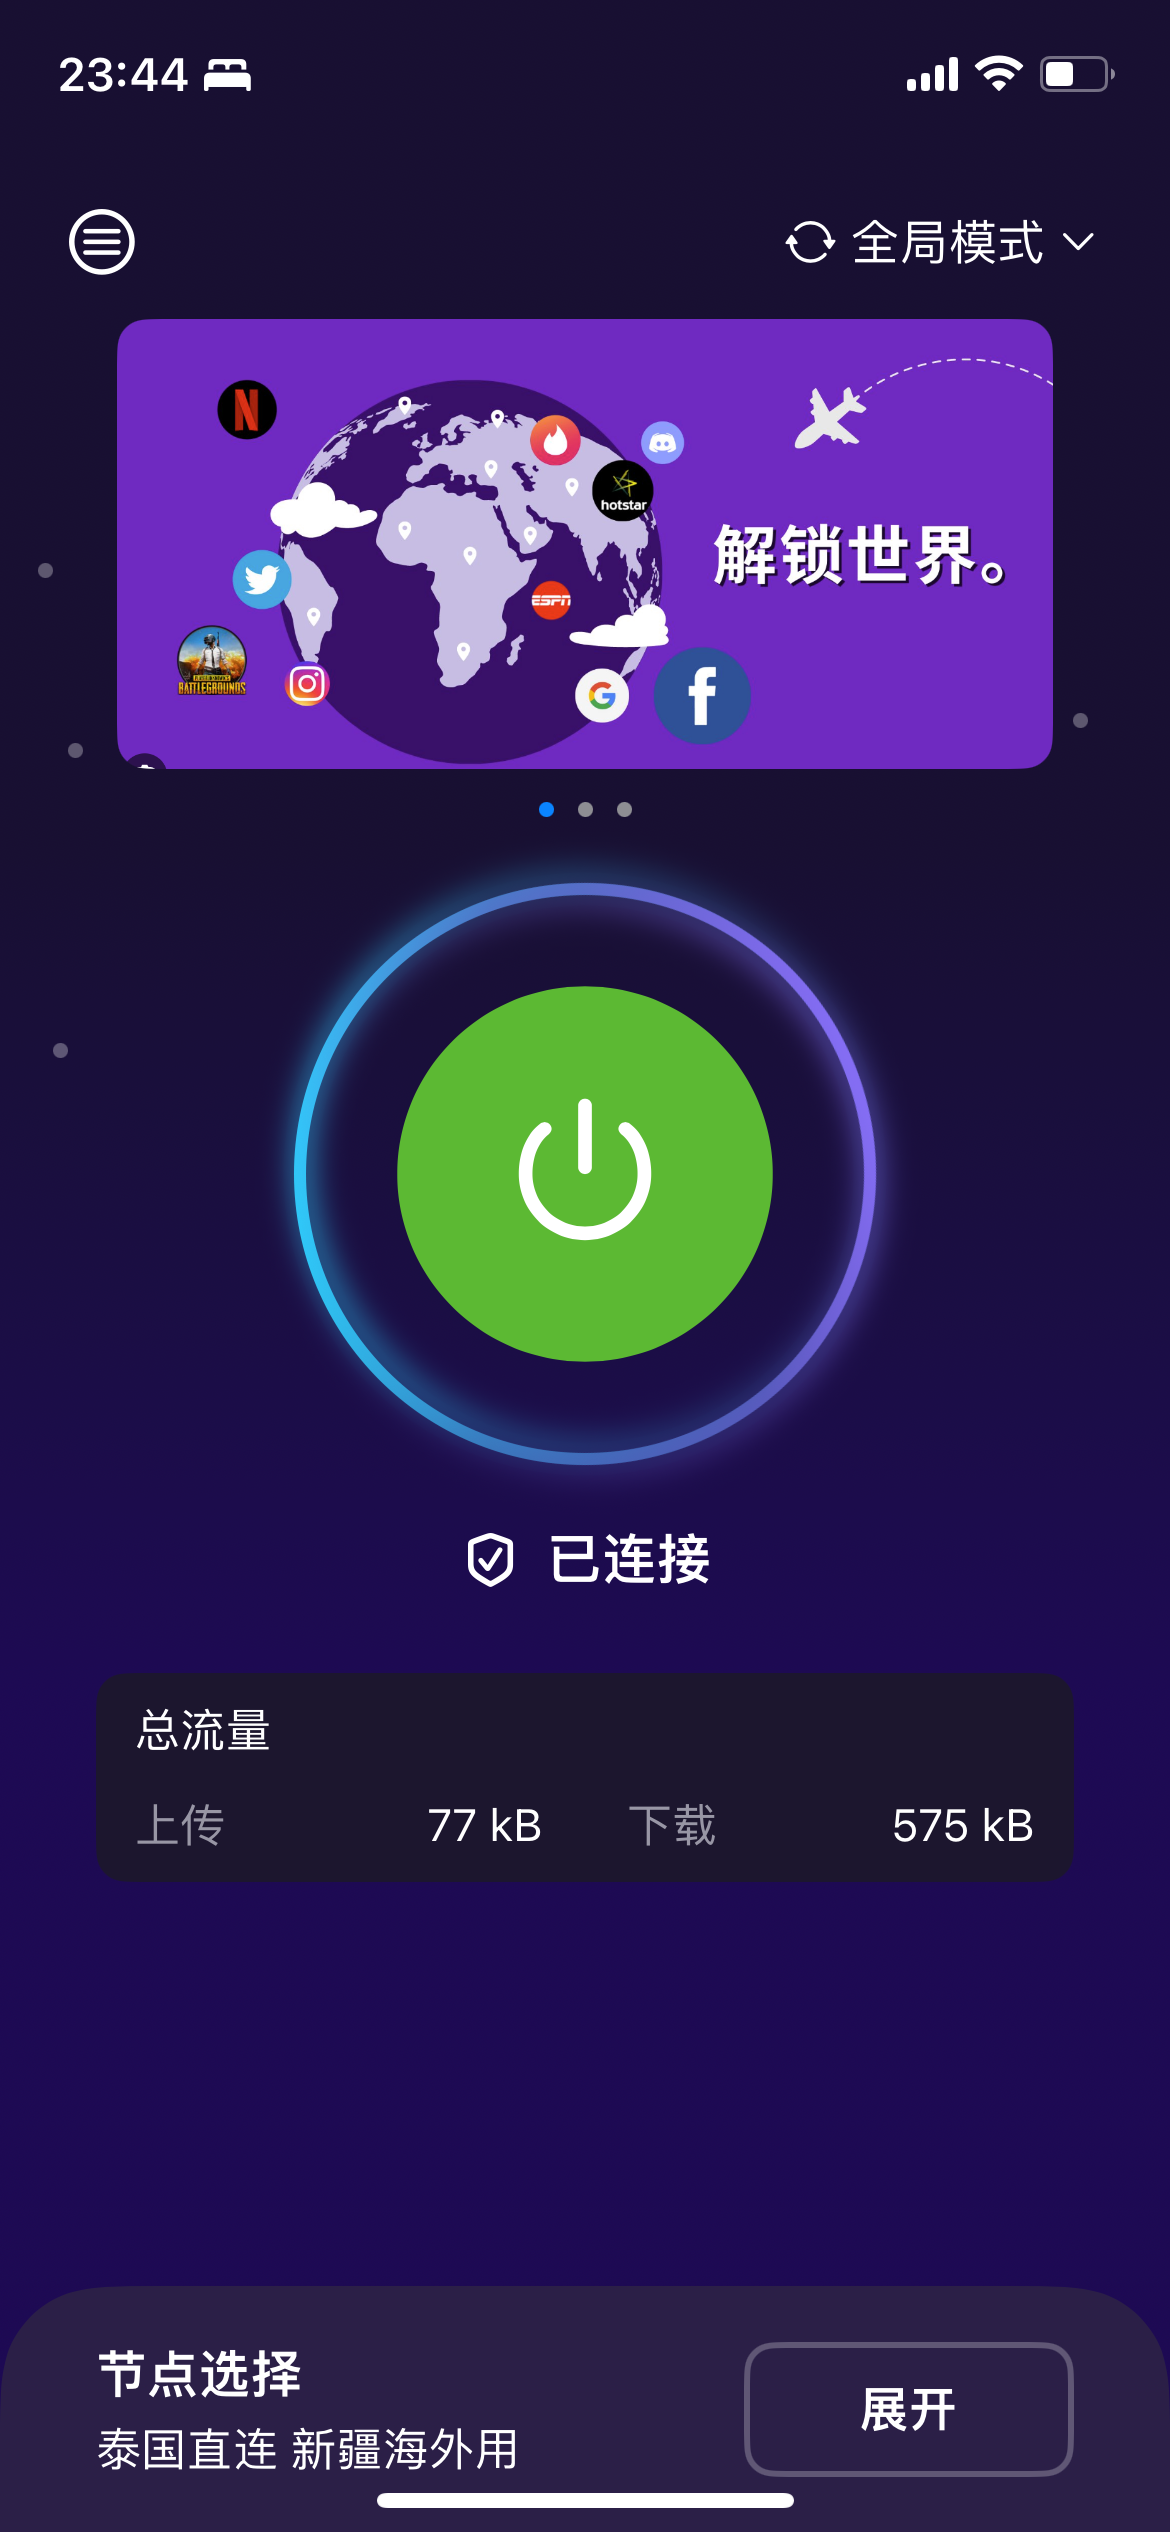 23:44
全局模式
hotstar
解锁世界。
ESPN
BATTLEGROUNDS
已连接
总流量
上传 77 kB 下载 575 kB
节点选择
泰国直连 新疆海外用
展开